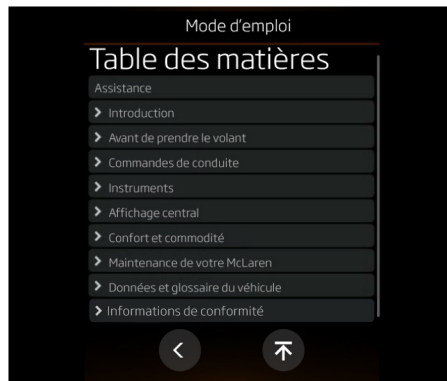 Mode d'emploi
Table des matières
Assistance
Introduction
Avant de prendre le volant
Commandes de conduite
Instruments
Affichage central
Confort et commodité
Maintenance de votre McLaren
Données et glossaire du véhicule
Informations de conformité